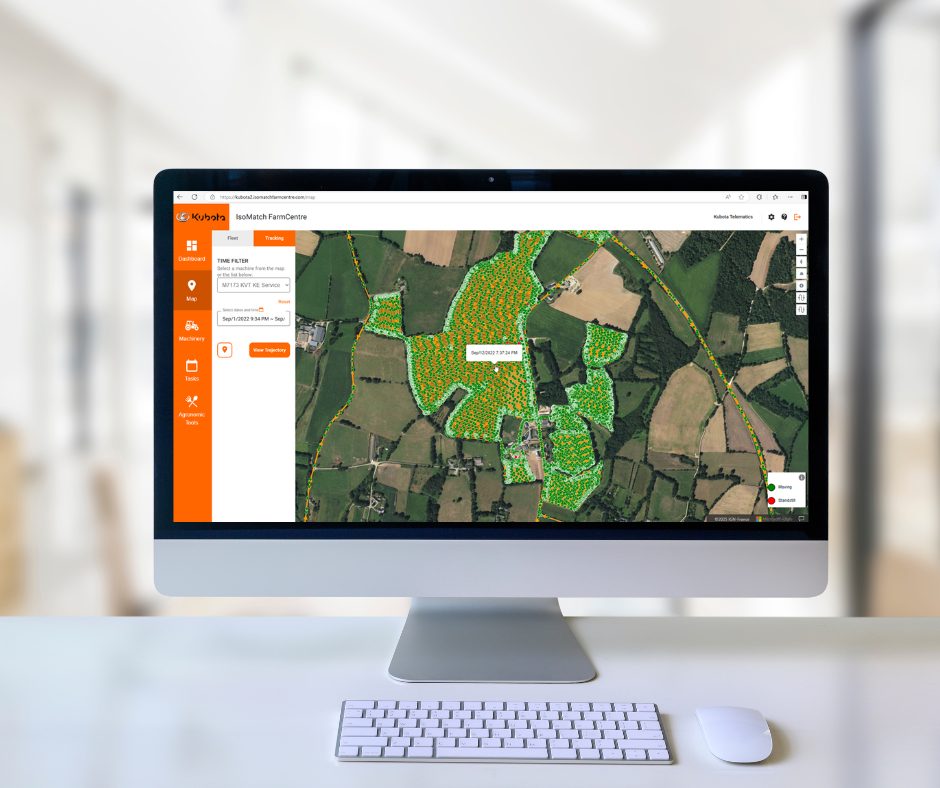 https://kubota2.isomatchfarmcentre.com/map
Kubota
IsoMatch FarmCentre
Kubota Telematics
Fleet
Tracking
Dashboard
Map
Machinery
Tasks
Agronomic
Tools
TIME FILTER
Select a machine from the map
or the list below:
M7173 KVT KE Service
Reset
Select dates and time
Sep/1/2022 9:34 PM ~ Sep/
View Trajectory
Sep/12/2022 7:37:24 PM
Moving
Standstill